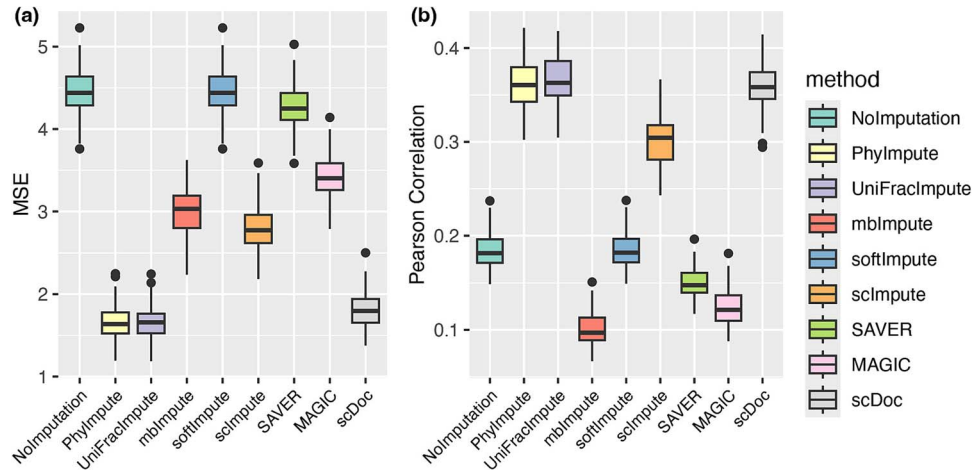 (a)
MSE
5
4
3
2
1
NoImputation
PhyImpute
UniFracImpute
mbImpute
softImpute
scImpute
SAVER
MAGIC
scDoc
(b)
Pearson Correlation
0.4
0.3
0.2
0.1
NoImputation
PhyImpute
UniFracImpute
mbImpute
softImpute
scImpute
SAVER
MAGIC
scDoc
method
NoImputation
PhyImpute
UniFracImpute
mbImpute
softImpute
scImpute
SAVER
MAGIC
scDoc